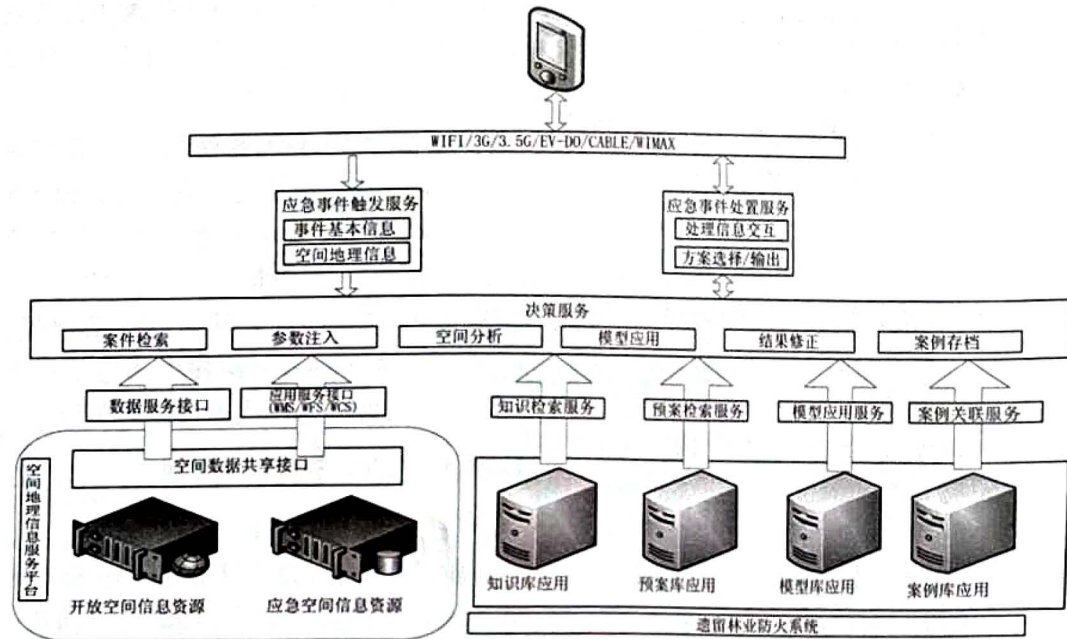 WIFI/3G/3.5G/EV-DO/CABLE/WIMAX
应急事件触发服务
事件基本信息
空间地理信息
应急事件处置服务
处理信息交互
方案选择/输出
决策服务
案件检索
参数注入
空间分析
模型应用
结果修正
案例存档
数据服务接口
应用服务接口
(WMS/WFS/WCS)
知识检索服务
预案检索服务
模型应用服务
案例关联服务
空间地理信息服务平台
空间数据共享接口
开放空间信息资源
应急空间信息资源
知识库应用
预案库应用
模型库应用
案例库应用
遗留林业防火系统